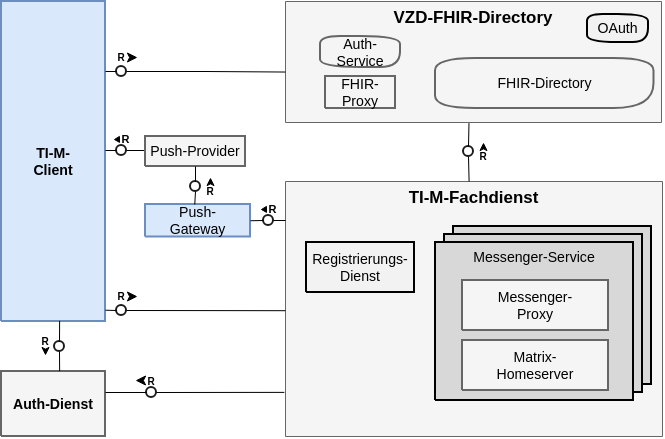 VZD-FHIR-Directory
OAuth
Auth-
Service
FHIR-
Proxy
FHIR-Directory
R
TI-M-
Client
R
Push-Provider
R
R
Push-
Gateway
R
TI-M-Fachdienst
Registrierungs-
Dienst
Messenger-Service
Messenger-
Proxy
Matrix-
Homeserver
R
R
R
Auth-Dienst